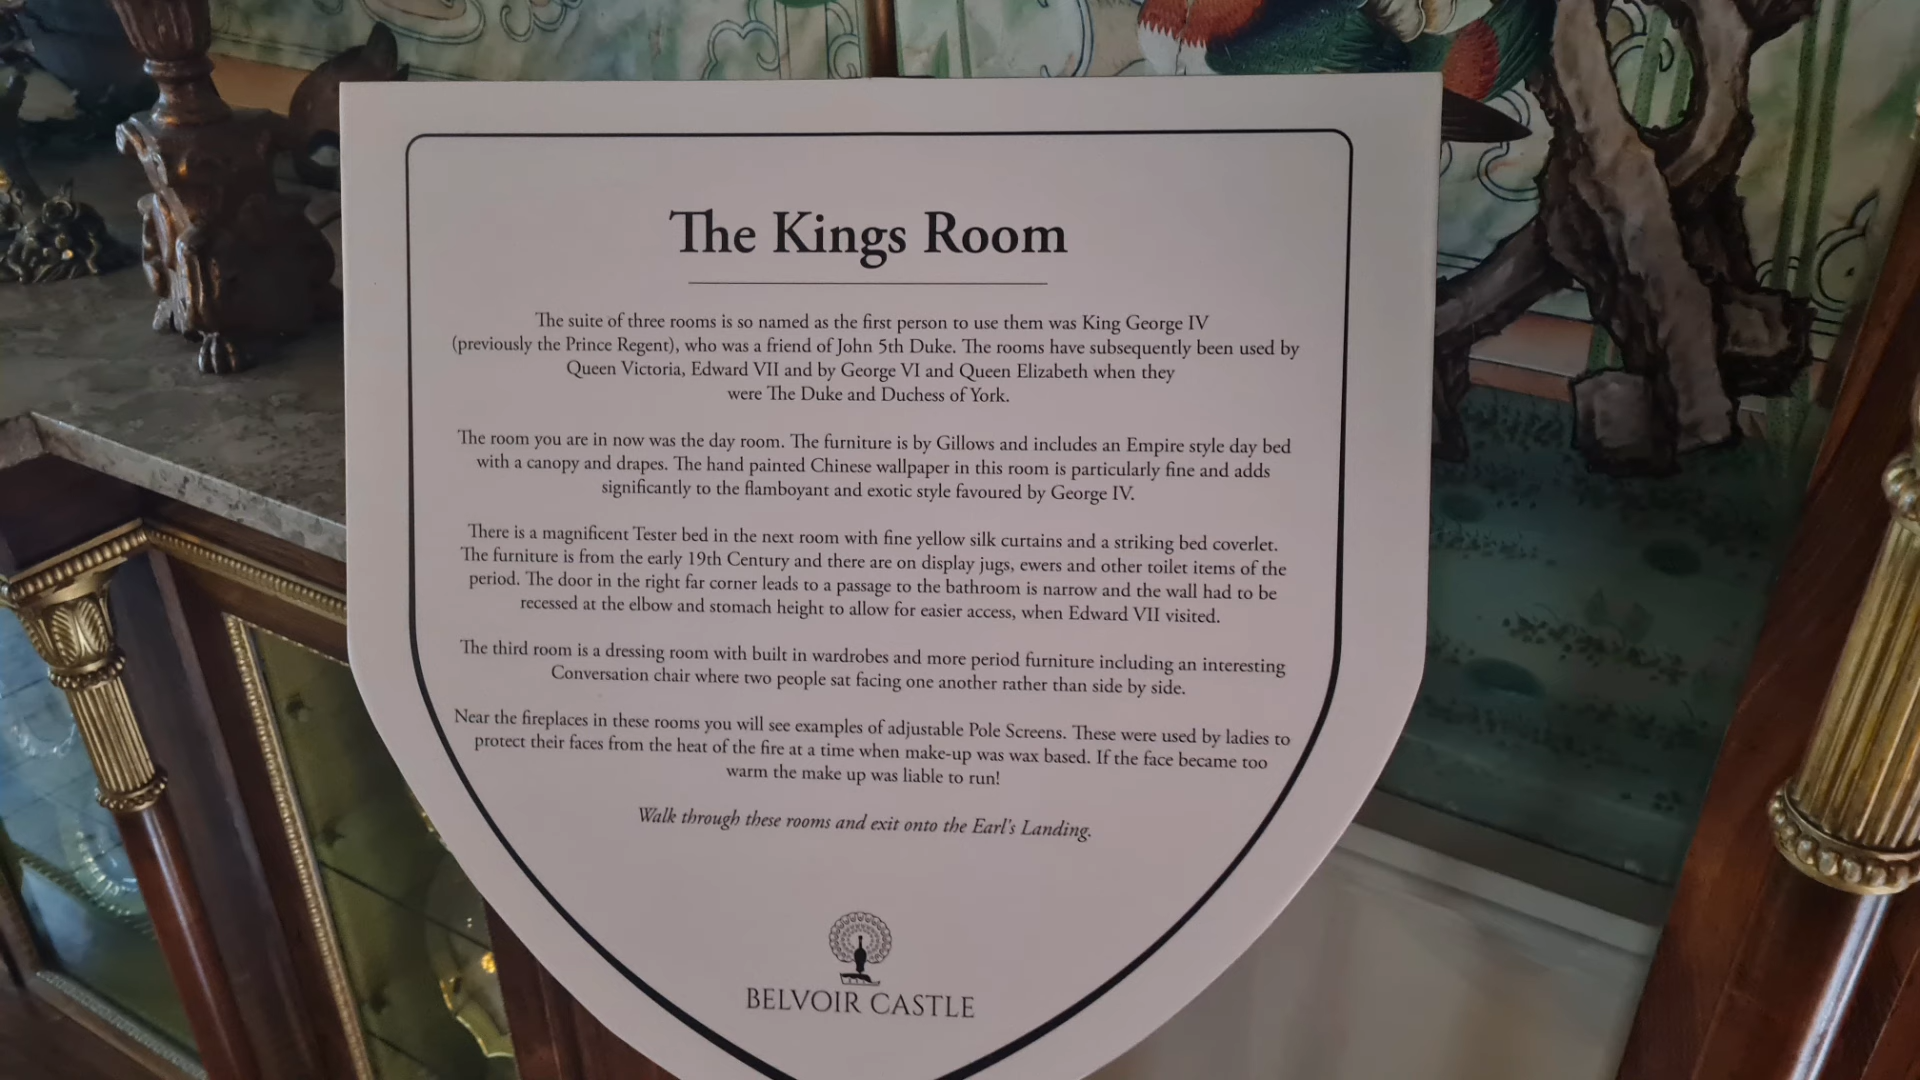 The Kings Room
The suite of three rooms is so named as the first person to use them was King George IV
(previously the Prince Regent), who was a friend of John 5th Duke. The rooms have subsequently been used by
Queen Victoria, Edward VII and by George VI and Queen Elizabeth when they
were The Duke and Duchess of York.
The room you are in now was the day room. The furniture is by Gillows and includes an Empire style day bed
with a canopy and drapes. The hand painted Chinese wallpaper in this room is particularly fine and adds
significantly to the flamboyant and exotic style favoured by George IV.
There is a magnificent Tester bed in the next room with fine yellow silk curtains and a striking bed coverlet.
The furniture is from the early 19th Century and there are on display jugs, ewers and other toilet items of the
period. The door in the right far corner leads to a passage to the bathroom is narrow and the wall had to be
recessed at the elbow and stomach height to allow for easier access, when Edward VII visited.
The third room is a dressing room with built in wardrobes and more period furniture including an interesting
Conversation chair where two people sat facing one another rather than side by side.
Near the fireplaces in these rooms you will see examples of adjustable Pole Screens. These were used by ladies to
protect their faces from the heat of the fire at a time when make-up was wax based. If the face became too
warm the make up was liable to run!
Walk through these rooms and exit onto the Earl's Landing.
BELVOIR CASTLE